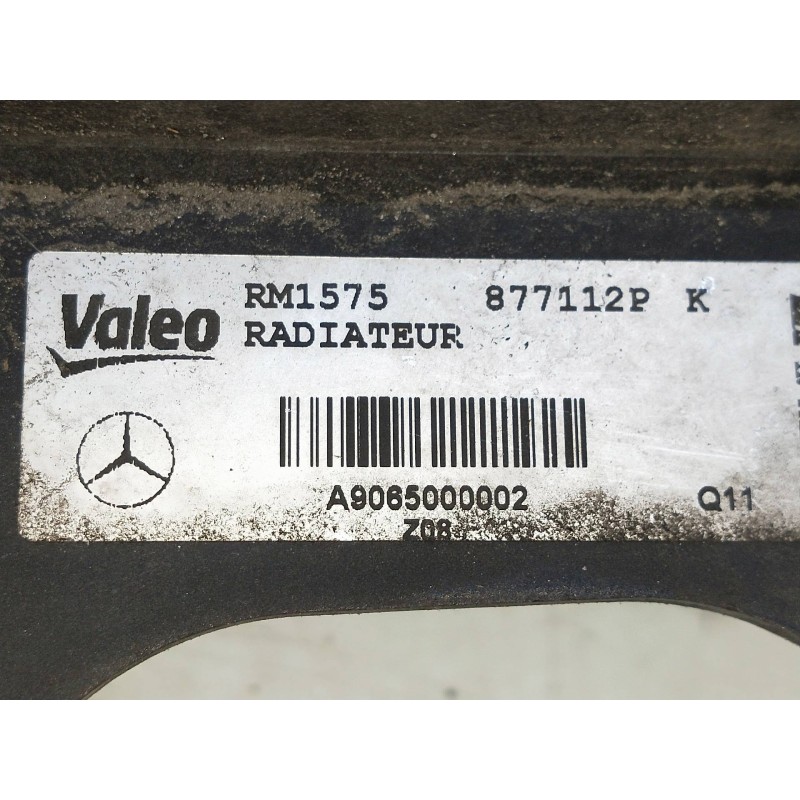 Valeo
RM1575 877112P K
RADIATEUR
A9065000002
Q11
Z08